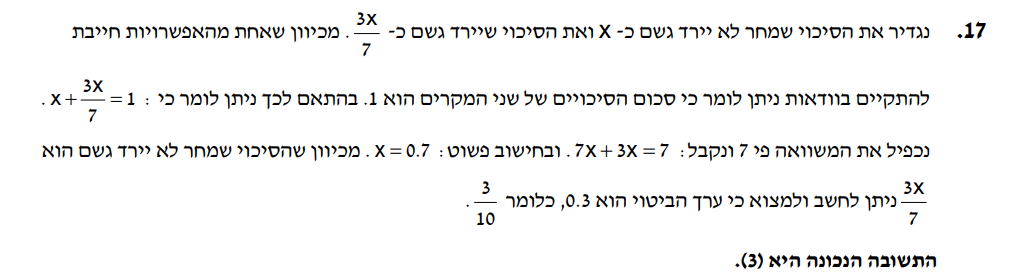 17. נגדיר את הסיכוי שמחר לא יירד גשם כ- X ואת הסיכוי שיירד גשם כ- 3X/7. מכיוון שאחת מהאפשרויות חייבת
להתקיים בוודאות ניתן לומר כי סכום הסיכויים של שני המקרים הוא 1. בהתאם לכך ניתן לומר כי : X + 3X/7 = 1 .
נכפיל את המשוואה פי 7 ונקבל: 7X + 3X = 7 . ובחישוב פשוט: X = 0.7 . מכיוון שהסיכוי שמחר לא יירד גשם הוא
3X/7 ניתן לחשב ולמצוא כי ערך הביטוי הוא 0.3, כלומר 3/10 .
התשובה הנכונה היא (3).